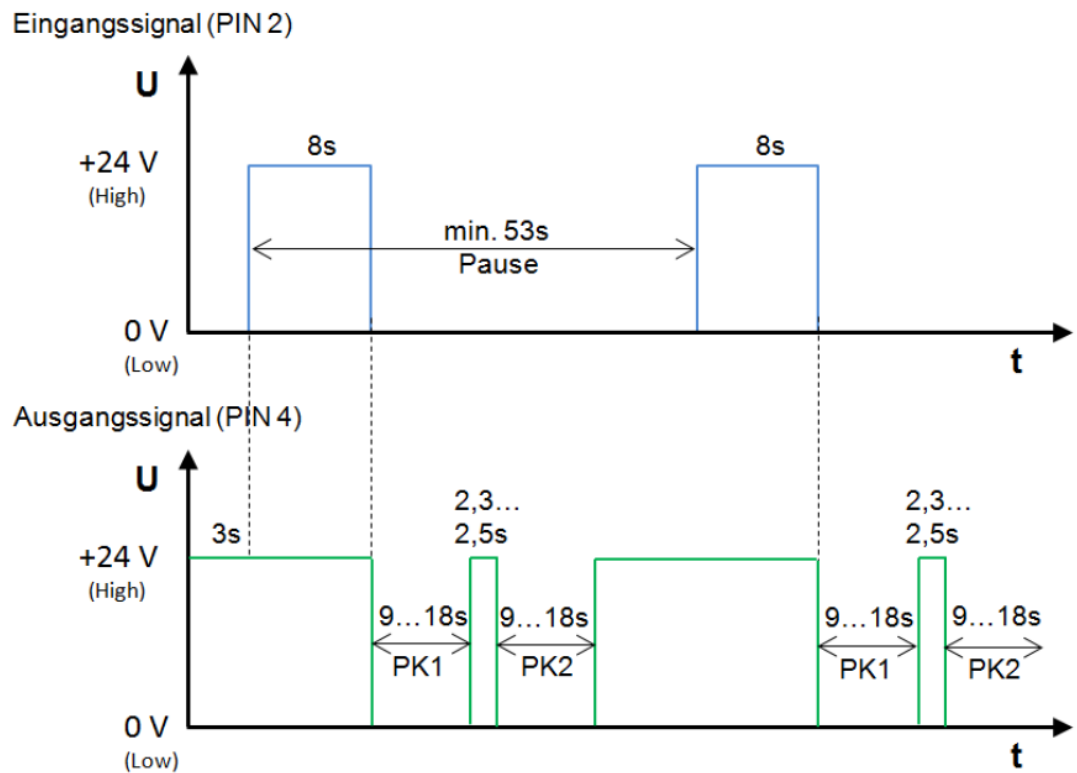 Eingangssignal (PIN 2)
U
+24 V
(High)
8s
8s
min. 53s
Pause
0 V
(Low)
t
Ausgangssignal (PIN 4)
U
3s
2,3…
2,5s
2,3…
2,5s
+24 V
(High)
9…18s
9…18s
9…18s
9…18s
PK1
PK2
PK1
PK2
0 V
(Low)
t